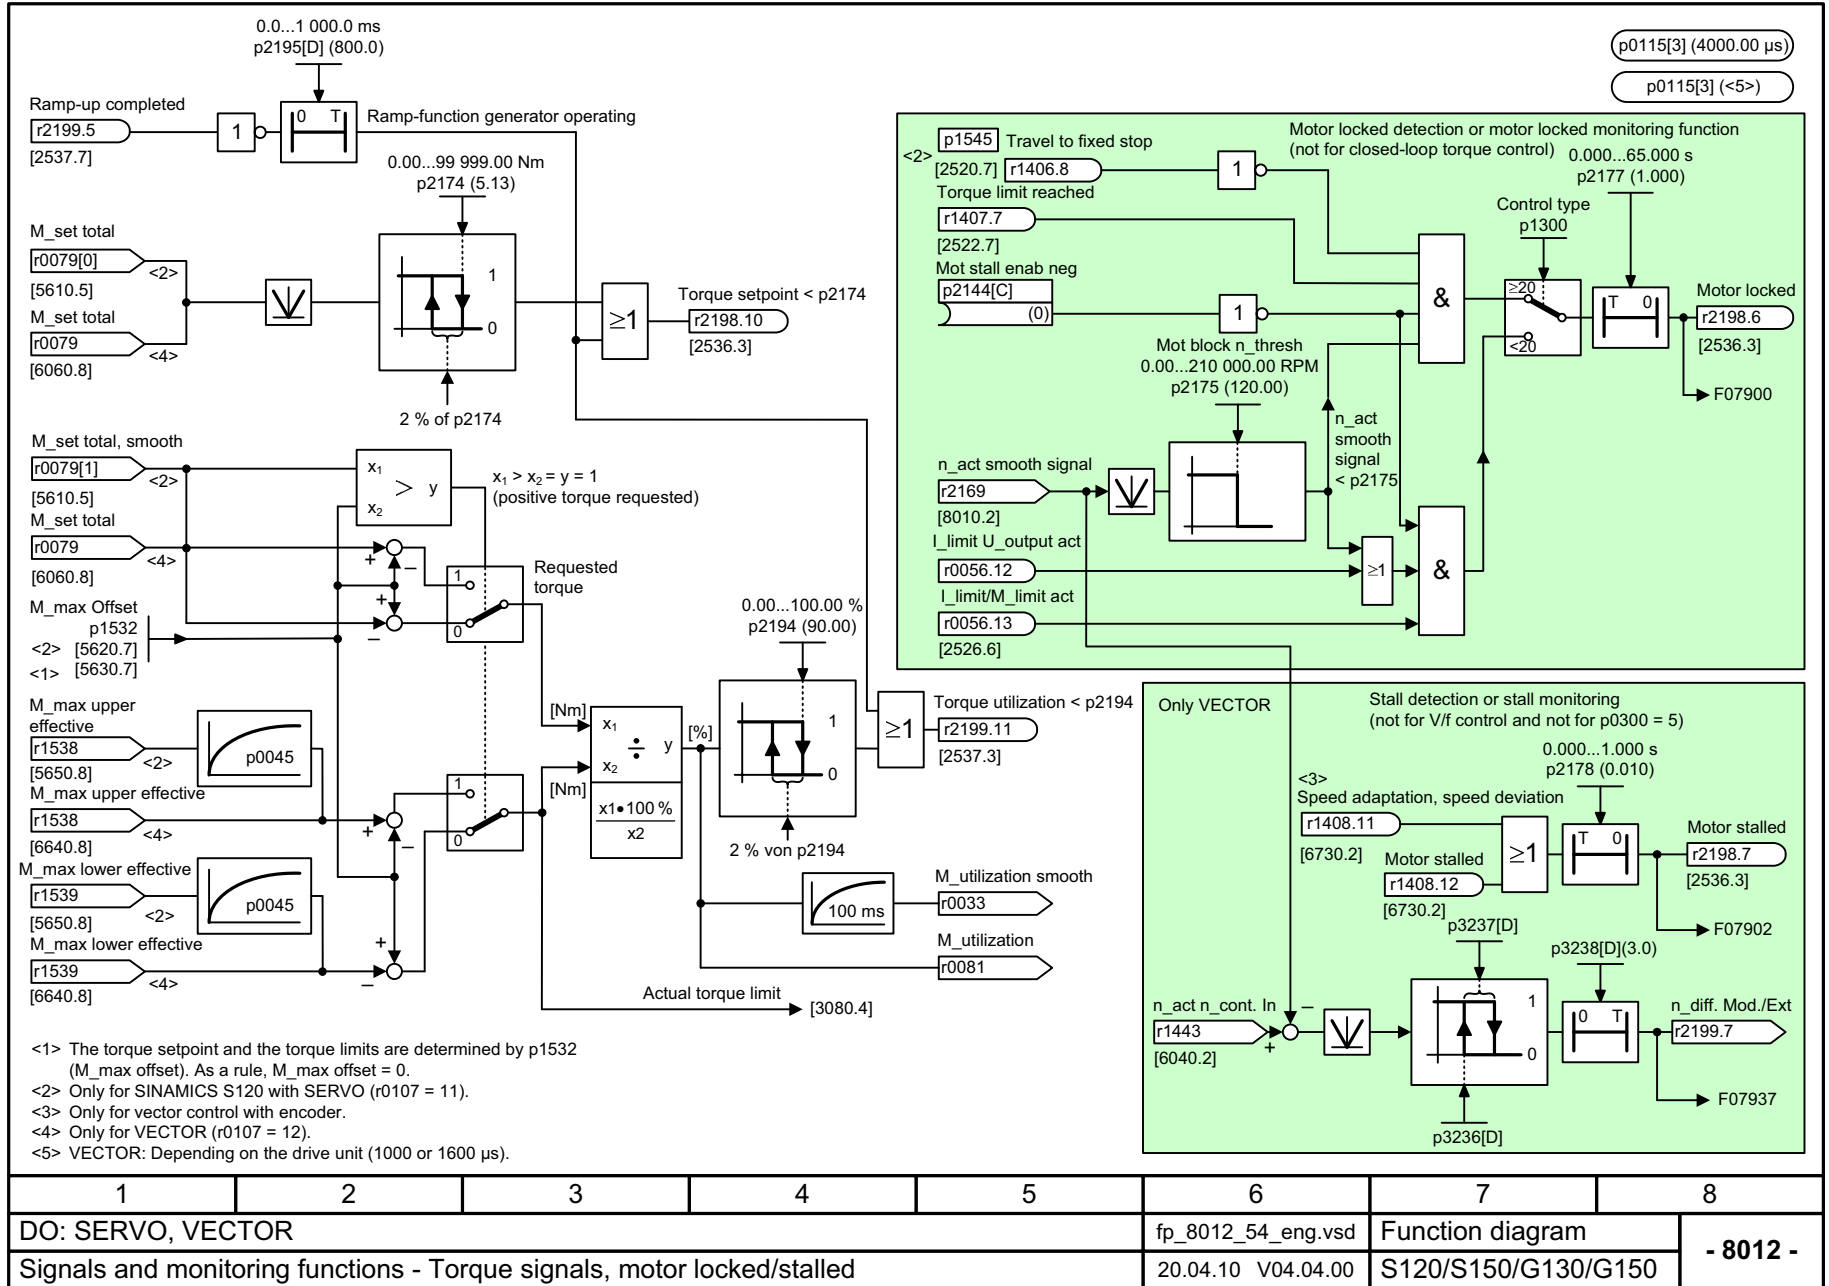 0.0...1 000.0 ms
p2195[D] (800.0)
Ramp-up completed
r2199.5
[2537.7]
1
0 T
Ramp-function generator operating
0.00...99 999.00 Nm
p2174 (5.13)
M_set total
r0079[0]
<2>
[5610.5]
M_set total
r0079
<4>
[6060.8]
1
0
2 % of p2174
≥1
Torque setpoint < p2174
r2198.10
[2536.3]
M_set total, smooth
r0079[1]
<2>
[5610.5]
M_set total
r0079
<4>
[6060.8]
x1
> y
x2
x1 > x2 = y = 1
(positive torque requested)
+
–
+
–
1
0
Requested
torque
M_max Offset
p1532
<2> [5620.7]
<1> [5630.7]
M_max upper
effective
r1538
<2>
[5650.8]
p0045
M_max upper effective
r1538
<4>
[6640.8]
+
–
M_max lower effective
r1539
<2>
[5650.8]
p0045
M_max lower effective
r1539
<4>
[6640.8]
+
–
1
0
[Nm]
[Nm]
x1
÷ y
x2
x1•100 %
x2
[%]
0.00...100.00 %
p2194 (90.00)
1
0
2 % von p2194
≥1
Torque utilization < p2194
r2199.11
[2537.3]
100 ms
M_utilization smooth
r0033
M_utilization
r0081
Actual torque limit
[3080.4]
p0115[3] (4000.00 µs)
p0115[3] (<5>)
Motor locked detection or motor locked monitoring function
(not for closed-loop torque control)
<2>
p1545
Travel to fixed stop
[2520.7]
r1406.8
1
Torque limit reached
r1407.7
[2522.7]
Mot stall enab neg
p2144[C]
(0)
1
Mot block n_thresh
0.00...210 000.00 RPM
p2175 (120.00)
n_act smooth signal
r2169
[8010.2]
n_act
smooth
signal
< p2175
I_limit U_output act
r0056.12
I_limit/M_limit act
r0056.13
[2526.6]
≥1
&
&
Control type
p1300
≥20
<20
0.000...65.000 s
p2177 (1.000)
T 0
Motor locked
r2198.6
[2536.3]
F07900
Only VECTOR
Stall detection or stall monitoring
(not for V/f control and not for p0300 = 5)
0.000...1.000 s
p2178 (0.010)
<3>
Speed adaptation, speed deviation
r1408.11
[6730.2]
Motor stalled
r1408.12
[6730.2]
≥1
T 0
Motor stalled
r2198.7
[2536.3]
F07902
p3237[D]
p3238[D](3.0)
n_act n_cont. In
r1443
[6040.2]
–
+
1
0
p3236[D]
0 T
n_diff. Mod./Ext
r2199.7
F07937
<1> The torque setpoint and the torque limits are determined by p1532
(M_max offset). As a rule, M_max offset = 0.
<2> Only for SINAMICS S120 with SERVO (r0107 = 11).
<3> Only for vector control with encoder.
<4> Only for VECTOR (r0107 = 12).
<5> VECTOR: Depending on the drive unit (1000 or 1600 µs).
1 2 3 4 5 6 7 8
DO: SERVO, VECTOR
fp_8012_54_eng.vsd
Function diagram
- 8012 -
Signals and monitoring functions - Torque signals, motor locked/stalled
20.04.10 V04.04.00
S120/S150/G130/G150